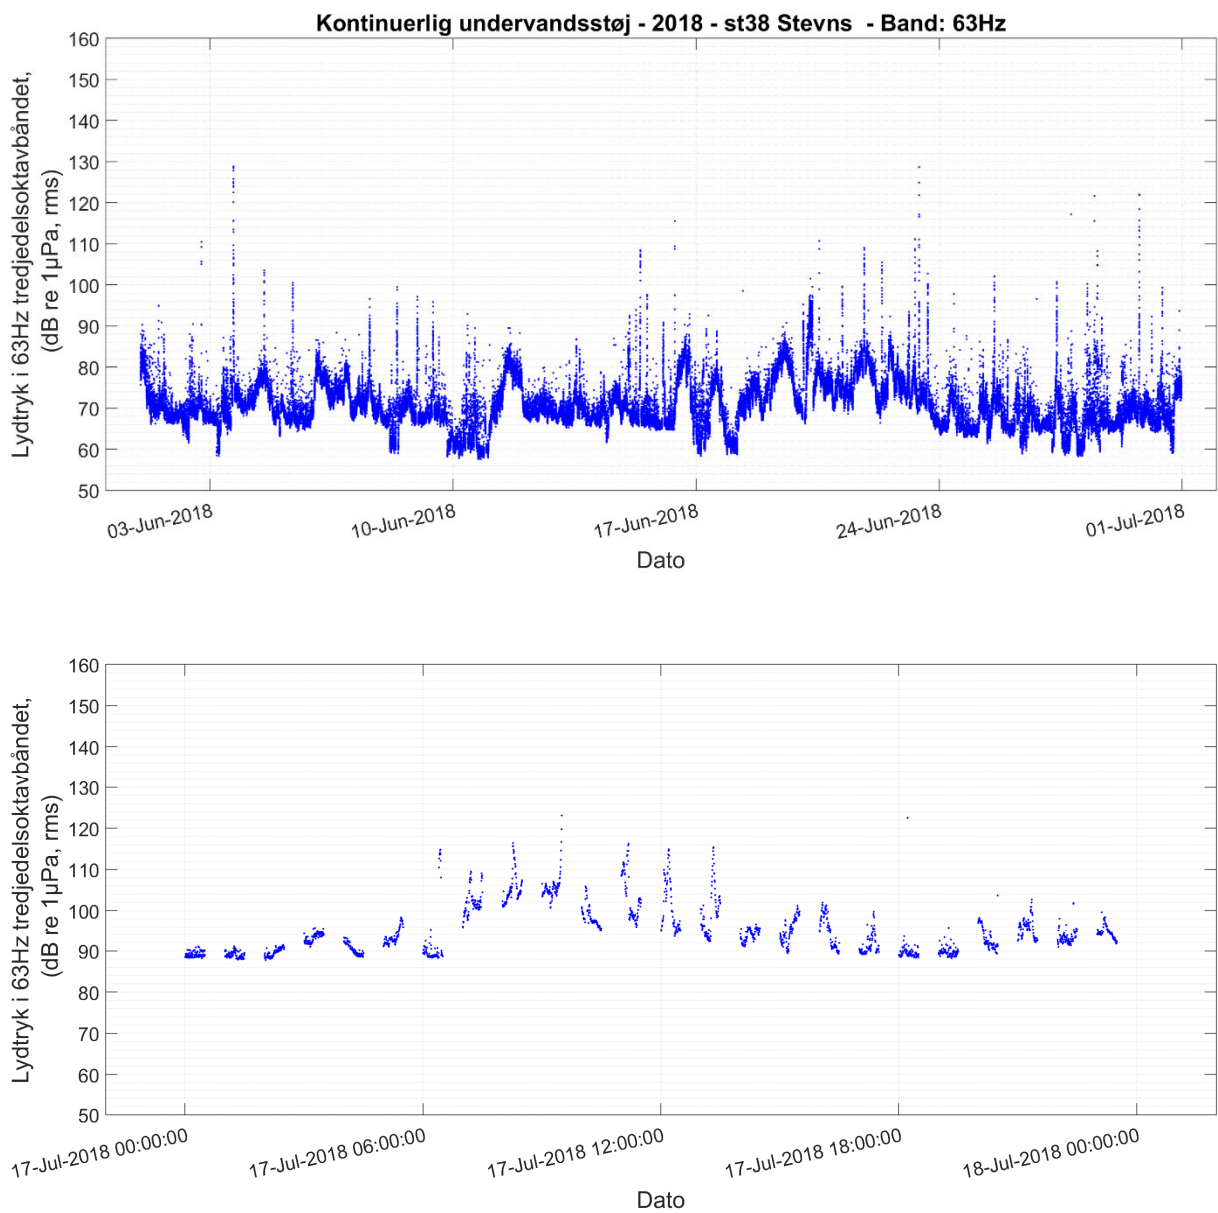 Kontinuerlig undervandsstøj - 2018 - st38 Stevns  - Band: 63Hz
160
150
140
130
120
110
100
90
80
70
60
50
Lydtryk i 63Hz tredjedelsoktavbåndet,
(dB re 1µPa, rms)
03-Jun-2018
10-Jun-2018
17-Jun-2018
24-Jun-2018
01-Jul-2018
Dato
160
150
140
130
120
110
100
90
80
70
60
50
Lydtryk i 63Hz tredjedelsoktavbåndet,
(dB re 1µPa, rms)
17-Jul-2018 00:00:00
17-Jul-2018 06:00:00
17-Jul-2018 12:00:00
17-Jul-2018 18:00:00
18-Jul-2018 00:00:00
Dato